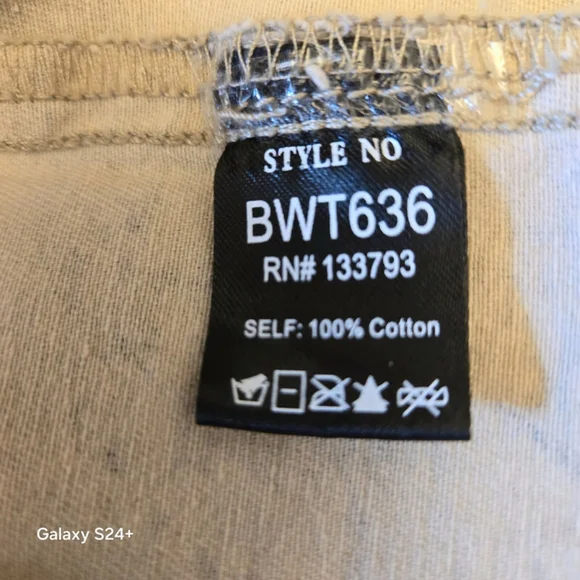 STYLE NO
BWT636
RN# 133793
SELF: 100% Cotton
Galaxy S24+